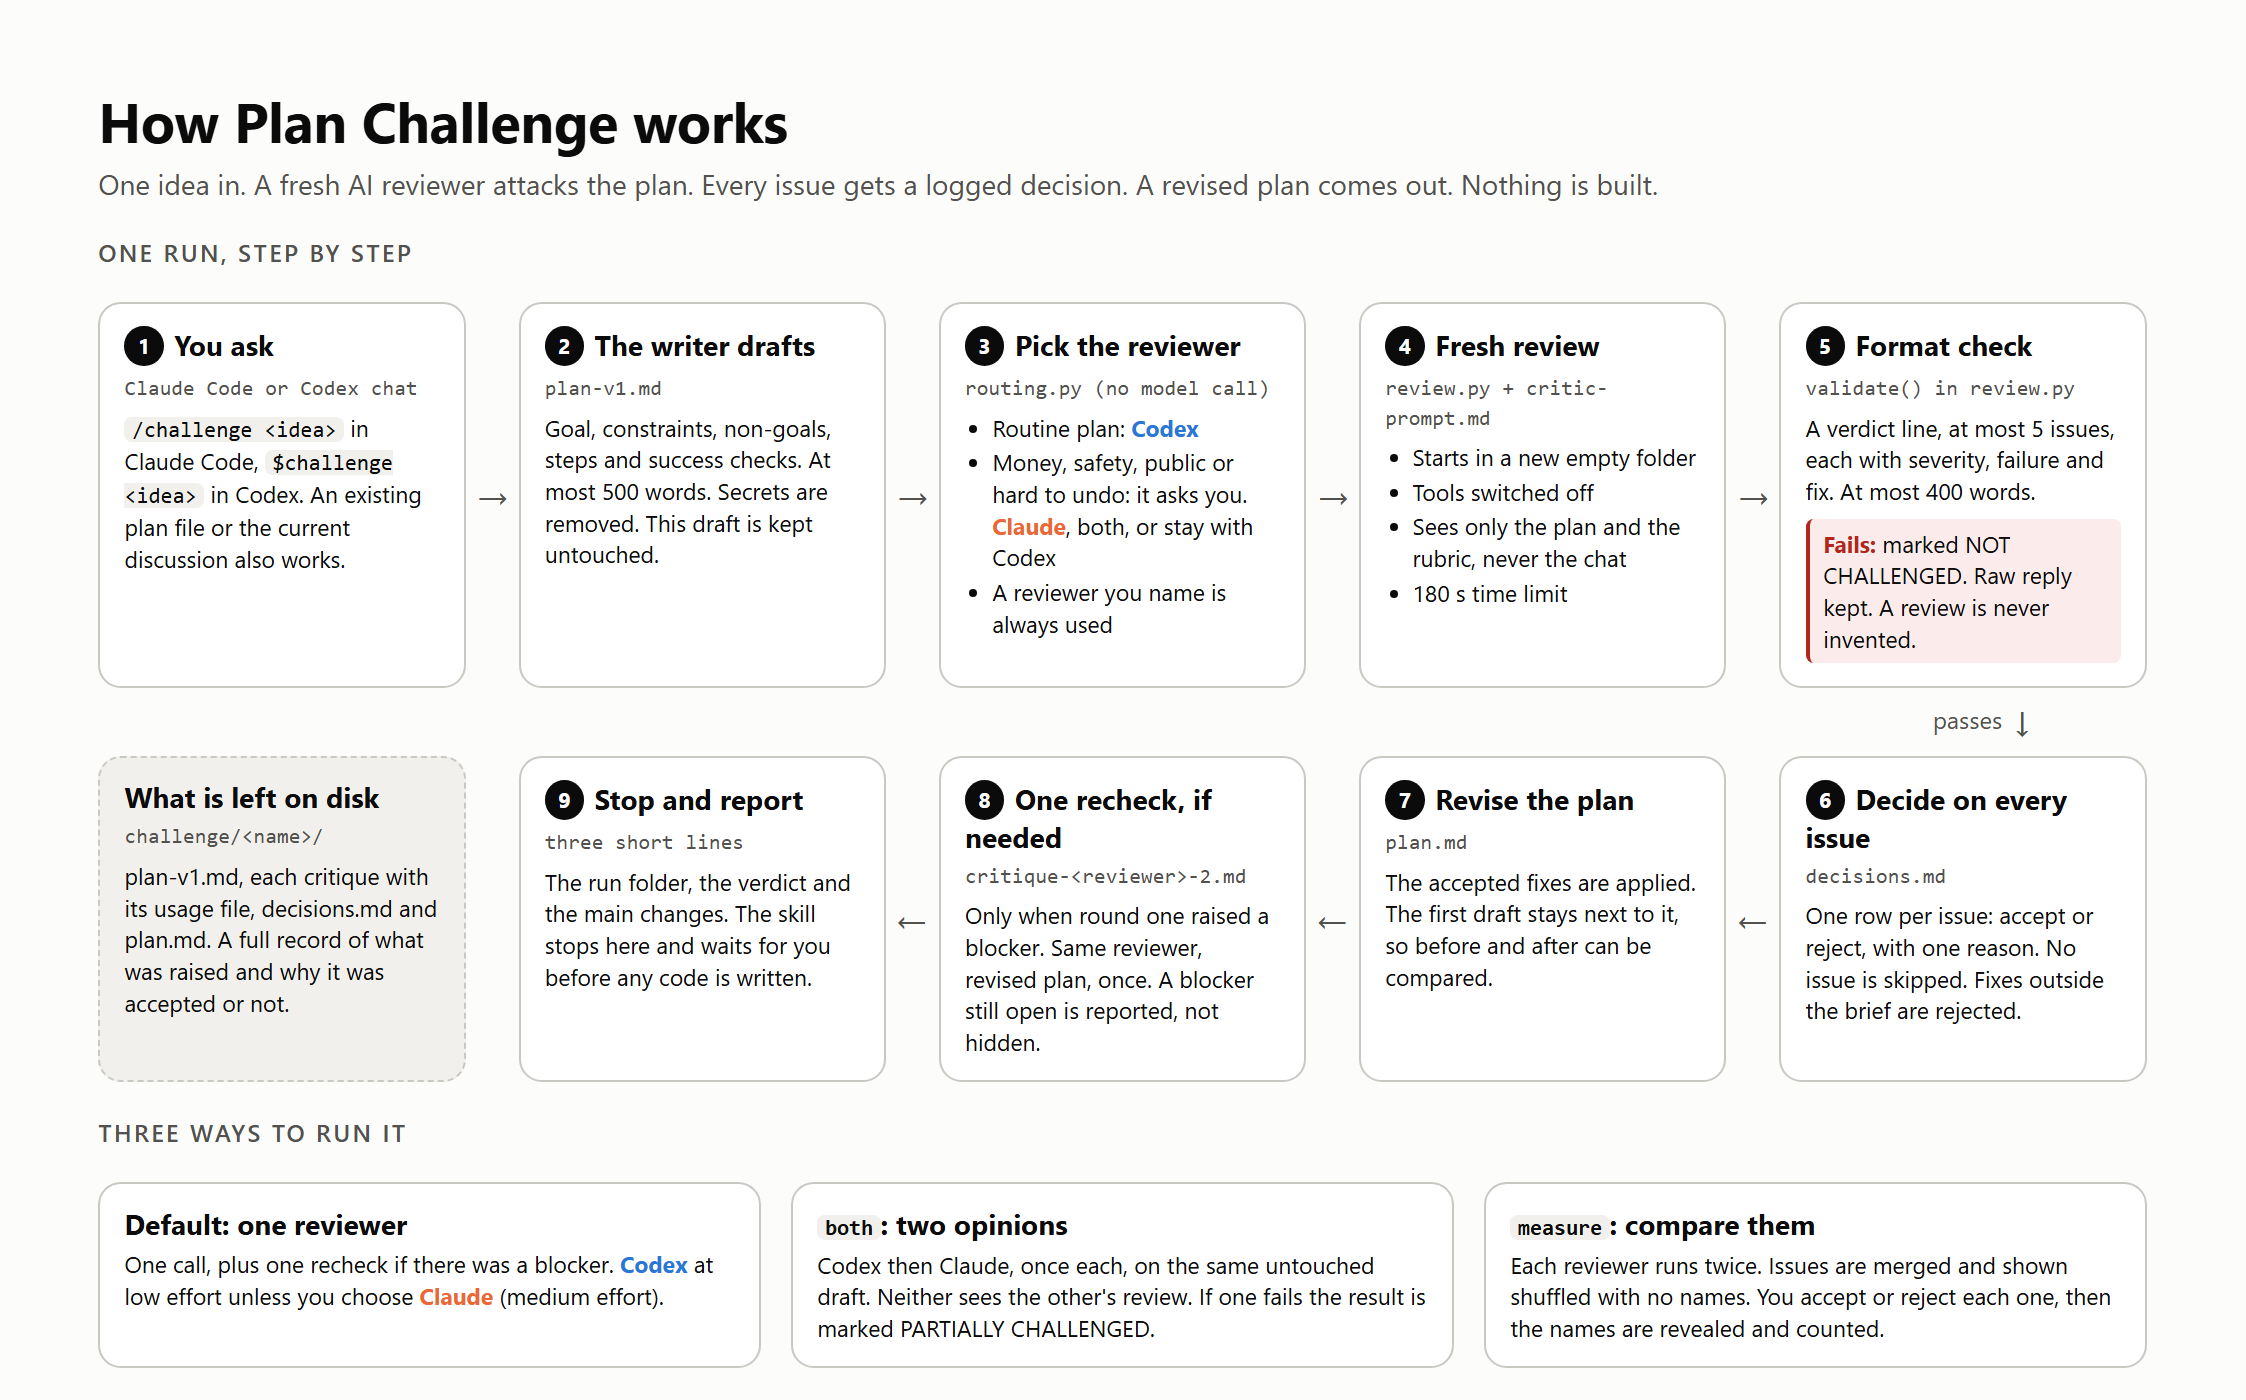 How Plan Challenge works
One idea in. A fresh AI reviewer attacks the plan. Every issue gets a logged decision. A revised plan comes out. Nothing is built.
ONE RUN, STEP BY STEP
1 You ask
Claude Code or Codex chat
/challenge <idea> in
Claude Code, $challenge
<idea> in Codex. An existing
plan file or the current
discussion also works.
→
2 The writer drafts
plan-v1.md
Goal, constraints, non-goals,
steps and success checks. At
most 500 words. Secrets are
removed. This draft is kept
untouched.
→
3 Pick the reviewer
routing.py (no model call)
• Routine plan: Codex
• Money, safety, public or
hard to undo: it asks you.
Claude, both, or stay with
Codex
• A reviewer you name is
always used
→
4 Fresh review
review.py + critic-
prompt.md
• Starts in a new empty folder
• Tools switched off
• Sees only the plan and the
rubric, never the chat
• 180 s time limit
→
5 Format check
validate() in review.py
A verdict line, at most 5 issues,
each with severity, failure and
fix. At most 400 words.
Fails: marked NOT
CHALLENGED. Raw reply
kept. A review is never
invented.
passes ↓
6 Decide on every
issue
decisions.md
One row per issue: accept or
reject, with one reason. No
issue is skipped. Fixes outside
the brief are rejected.
←
7 Revise the plan
plan.md
The accepted fixes are applied.
The first draft stays next to it,
so before and after can be
compared.
←
8 One recheck, if
needed
critique-<reviewer>-2.md
Only when round one raised a
blocker. Same reviewer,
revised plan, once. A blocker
still open is reported, not
hidden.
←
9 Stop and report
three short lines
The run folder, the verdict and
the main changes. The skill
stops here and waits for you
before any code is written.
What is left on disk
challenge/<name>/
plan-v1.md, each critique with
its usage file, decisions.md and
plan.md. A full record of what
was raised and why it was
accepted or not.
THREE WAYS TO RUN IT
Default: one reviewer
One call, plus one recheck if there was a blocker. Codex at
low effort unless you choose Claude (medium effort).
both: two opinions
Codex then Claude, once each, on the same untouched
draft. Neither sees the other's review. If one fails the result is
marked PARTIALLY CHALLENGED.
measure: compare them
Each reviewer runs twice. Issues are merged and shown
shuffled with no names. You accept or reject each one, then
the names are revealed and counted.